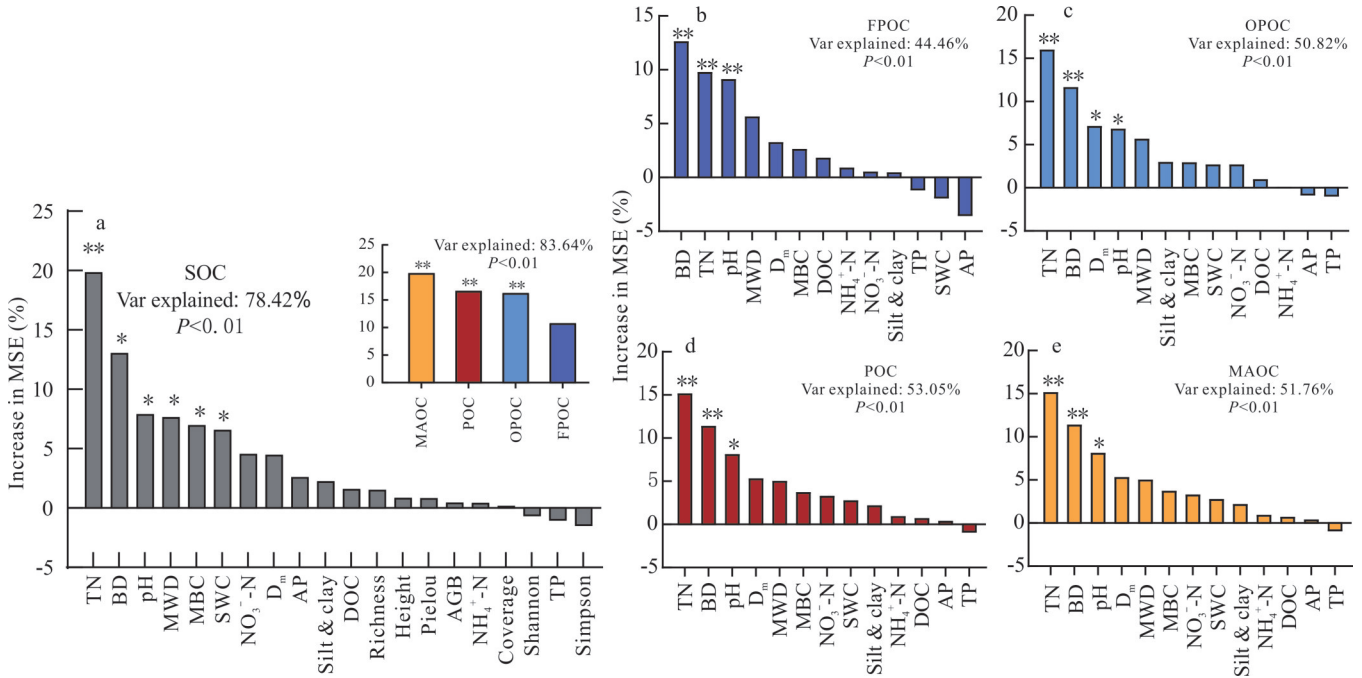 a
SOC
Var explained: 78.42%
P<0. 01
Increase in MSE (%)
25
20
15
10
5
0
-5
**
*
*
*
*
*
TN
BD
pH
MWD
MBC
SWC
NO₃⁻-N
Dₘ
AP
Silt & clay
DOC
Richness
Height
Pielou
AGB
NH₄⁺-N
Coverage
Shannon
TP
Simpson
Var explained: 83.64%
P<0.01
25
20
15
10
5
0
**
**
**
MAOC
POC
OPOC
FPOC
Increase in MSE (%)
b
FPOC
Var explained: 44.46%
P<0.01
15
10
5
0
-5
**
**
**
BD
TN
pH
MWD
Dₘ
MBC
DOC
NH₄⁺-N
NO₃⁻-N
Silt & clay
TP
SWC
AP
c
OPOC
Var explained: 50.82%
P<0.01
20
15
10
5
0
-5
**
**
*
*
TN
BD
Dₘ
pH
MWD
Silt & clay
MBC
SWC
NO₃⁻-N
DOC
NH₄⁺-N
AP
TP
d
POC
Var explained: 53.05%
P<0.01
20
15
10
5
0
-5
**
**
*
TN
BD
pH
Dₘ
MWD
MBC
NO₃⁻-N
SWC
Silt & clay
NH₄⁺-N
DOC
AP
TP
e
MAOC
Var explained: 51.76%
P<0.01
20
15
10
5
0
-5
**
**
*
TN
BD
pH
Dₘ
MWD
MBC
NO₃⁻-N
SWC
Silt & clay
NH₄⁺-N
DOC
AP
TP